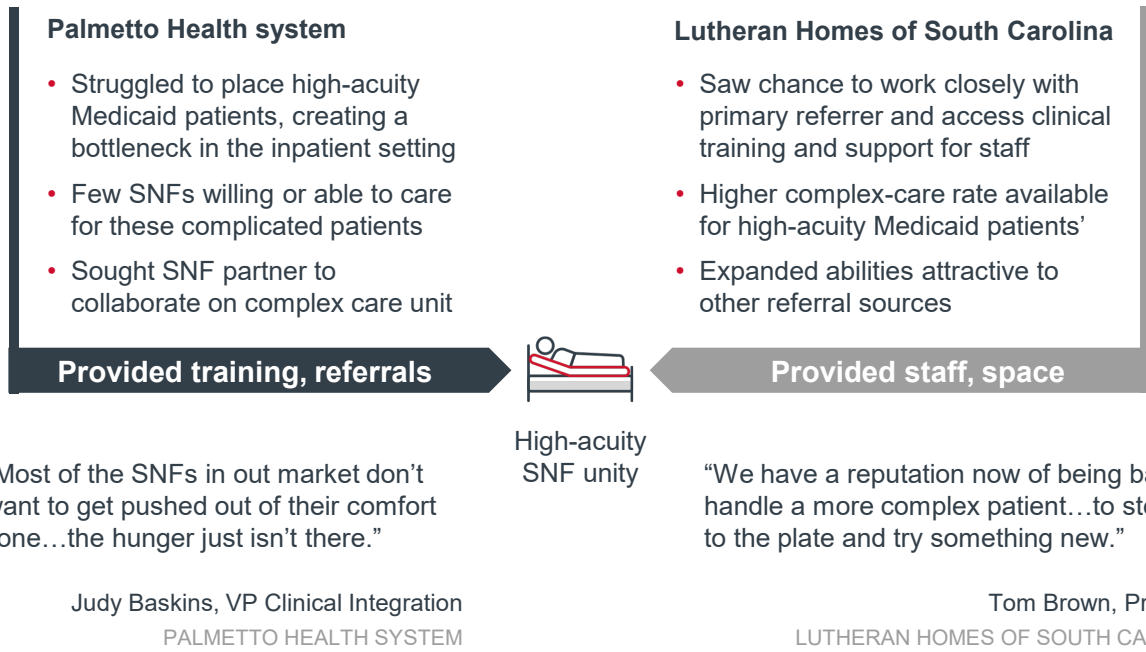 Palmetto Health system
• Struggled to place high-acuity
Medicaid patients, creating a
bottleneck in the inpatient setting
• Few SNFs willing or able to care
for these complicated patients
• Sought SNF partner to
collaborate on complex care unit
Provided training, referrals
Lutheran Homes of South Carolina
• Saw chance to work closely with
primary referrer and access clinical
training and support for staff
• Higher complex-care rate available
for high-acuity Medicaid patients’
• Expanded abilities attractive to
other referral sources
Provided staff, space
High-acuity
SNF unity
Most of the SNFs in out market don’t
want to get pushed out of their comfort
one…the hunger just isn’t there.”
Judy Baskins, VP Clinical Integration
PALMETTO HEALTH SYSTEM
“We have a reputation now of being
handle a more complex patient…to
to the plate and try something new.”
Tom Brown,
LUTHERAN HOMES OF SOUTH